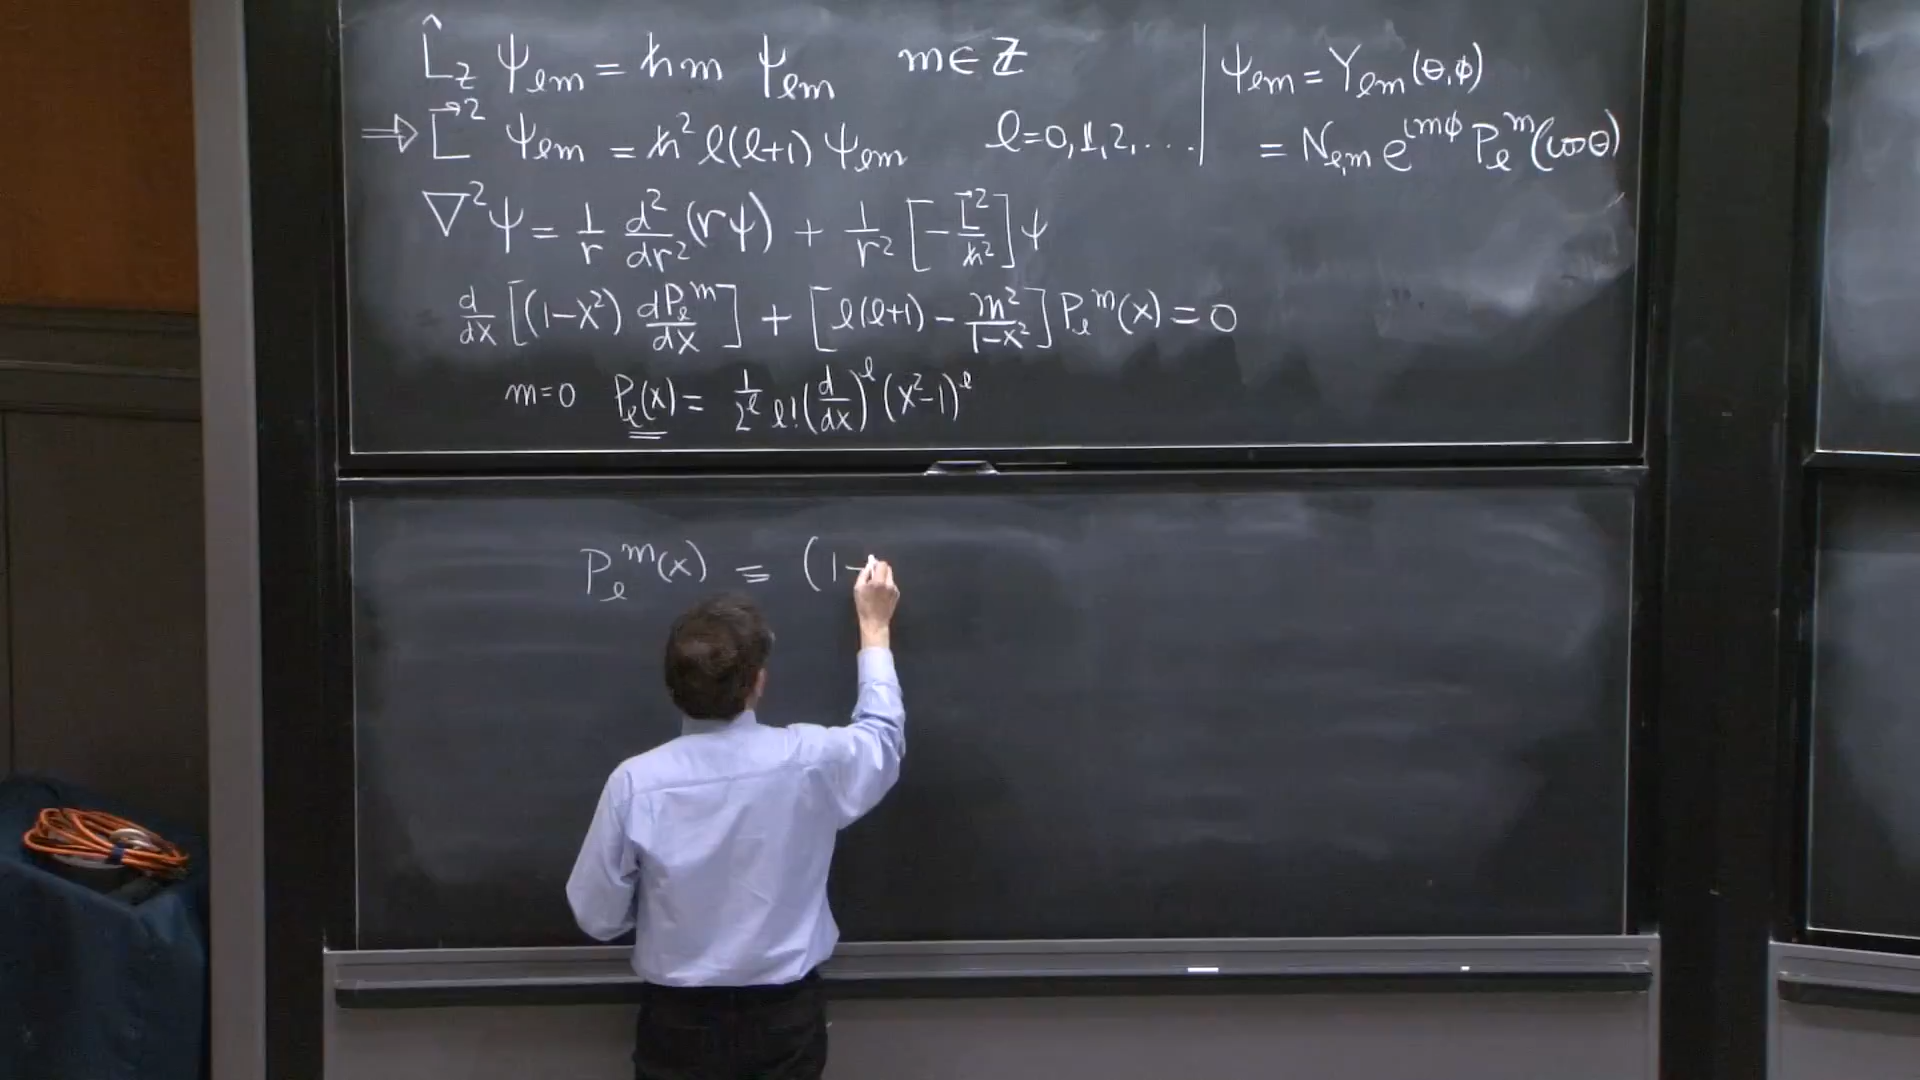 L̂_z ψ_ℓm = ħm ψ_ℓm m ∈ ℤ
⇒ L⃗² ψ_ℓm = ħ² ℓ(ℓ+1) ψ_ℓm ℓ=0,1,2,....
∇²ψ = 1/r d²/dr² (rψ) + 1/r² [-L⃗²/ħ²] ψ
d/dx [(1-x²) dP_ℓ^m/dx] + [ℓ(ℓ+1) - m²/1-x²] P_ℓ^m(x) = 0
m=0 P_ℓ(x) = 1/2^ℓ ℓ! (d/dx)^ℓ (x²-1)^ℓ
ψ_ℓm = Y_ℓm(θ,φ)
= N_ℓ,m e^{imφ} P_ℓ^m(cosθ)
P_ℓ^m(x) ≡ (1-